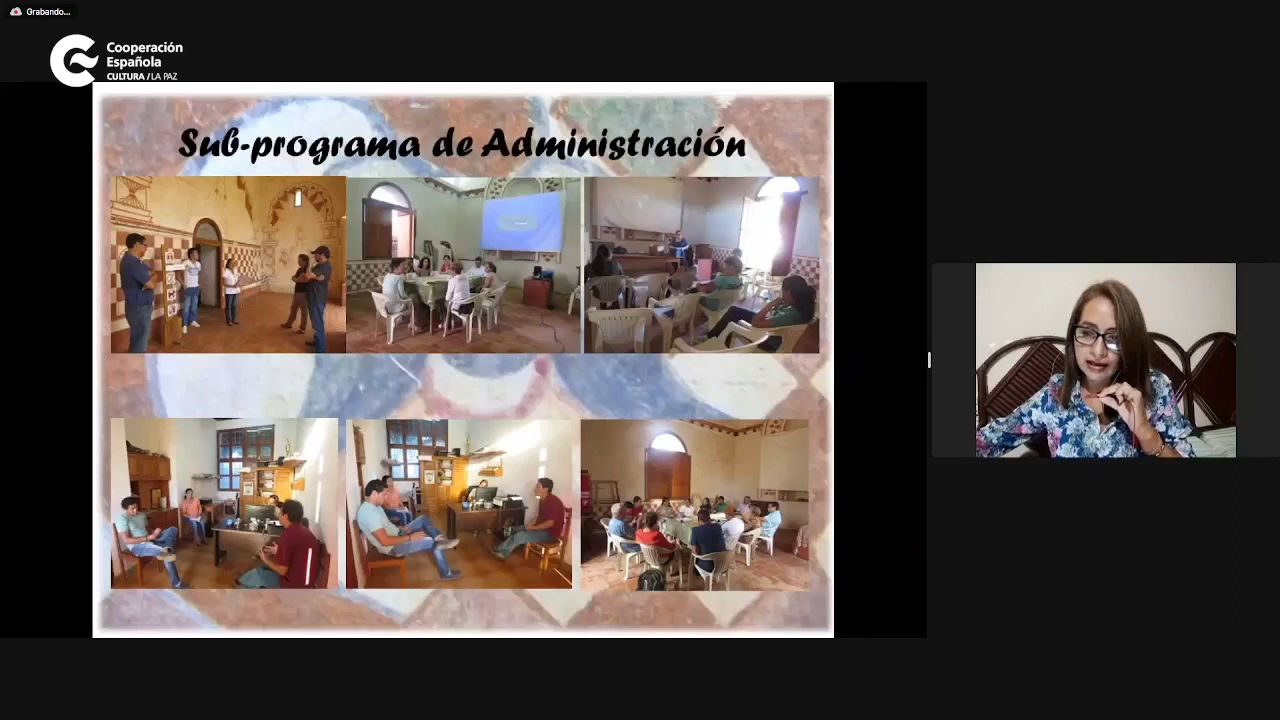 Grabando...
Cooperación
Española
CULTURA / LA PAZ
Sub-programa de Administración